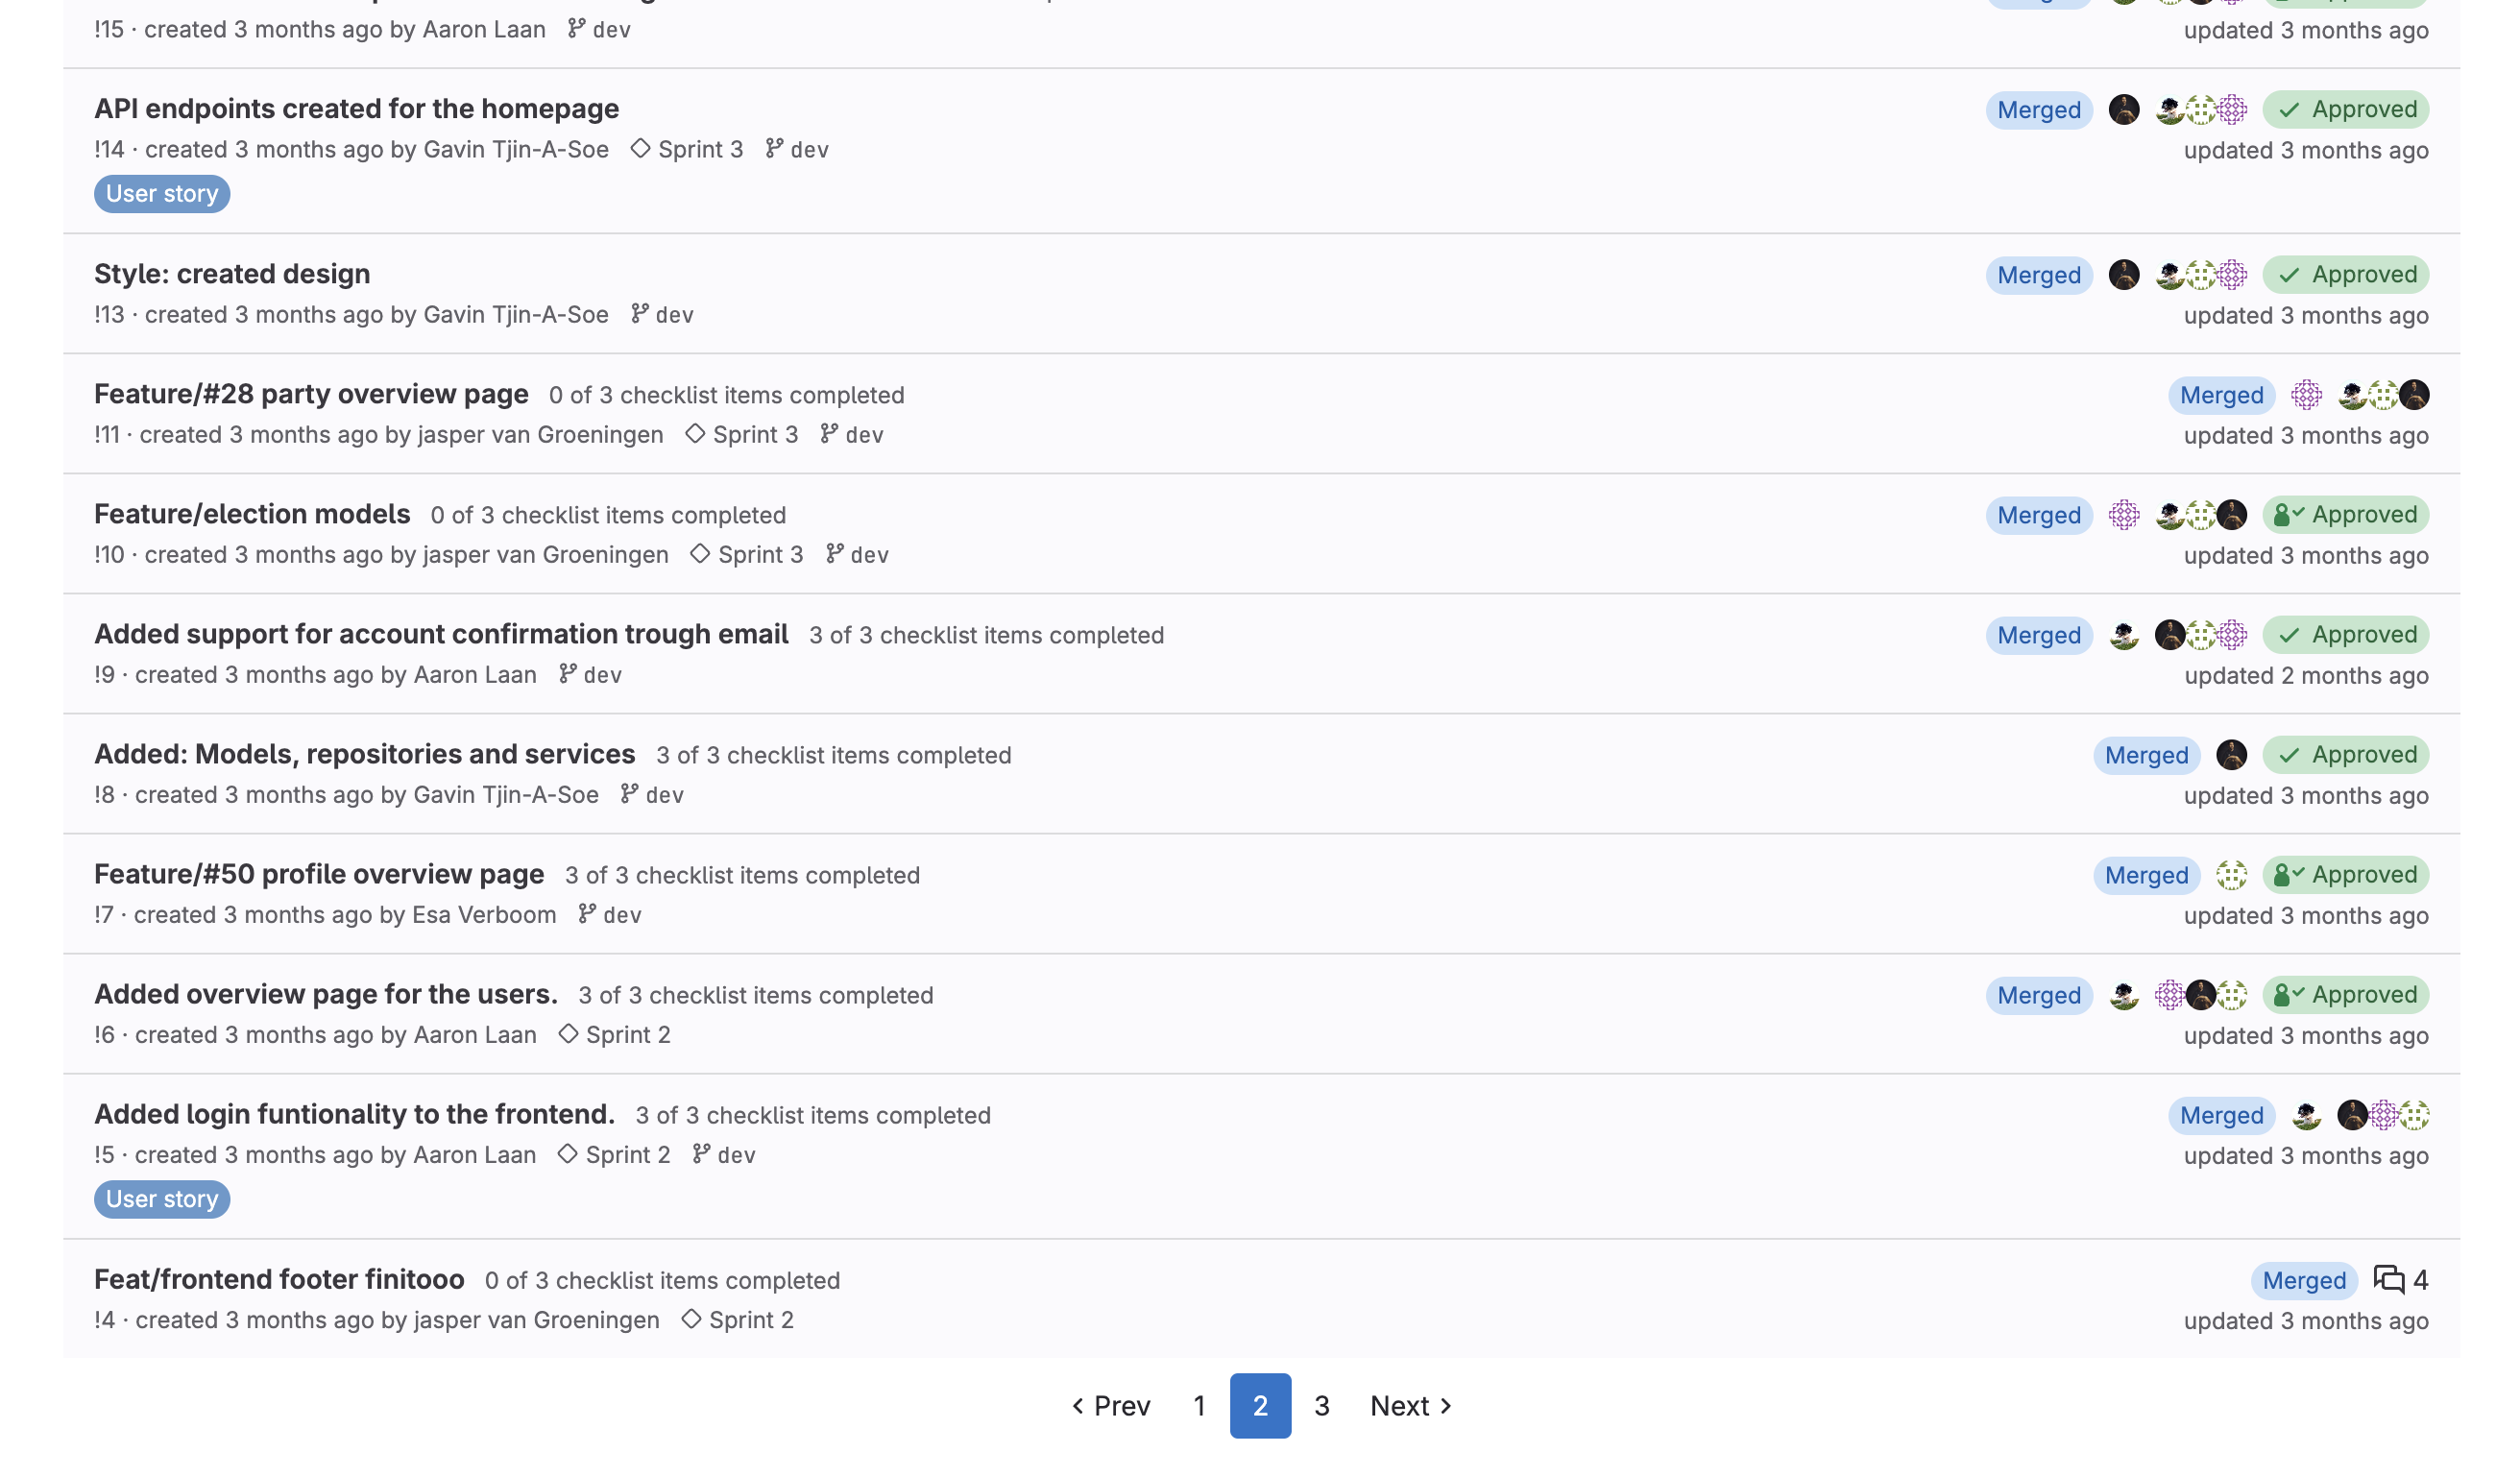 !15 · created 3 months ago by Aaron Laan dev
updated 3 months ago
API endpoints created for the homepage Merged Approved
!14 · created 3 months ago by Gavin Tjin-A-Soe Sprint 3 dev updated 3 months ago
User story
Style: created design Merged Approved
!13 · created 3 months ago by Gavin Tjin-A-Soe dev updated 3 months ago
Feature/#28 party overview page 0 of 3 checklist items completed Merged
!11 · created 3 months ago by jasper van Groeningen Sprint 3 dev updated 3 months ago
Feature/election models 0 of 3 checklist items completed Merged Approved
!10 · created 3 months ago by jasper van Groeningen Sprint 3 dev updated 3 months ago
Added support for account confirmation trough email 3 of 3 checklist items completed Merged Approved
!9 · created 3 months ago by Aaron Laan dev updated 2 months ago
Added: Models, repositories and services 3 of 3 checklist items completed Merged Approved
!8 · created 3 months ago by Gavin Tjin-A-Soe dev updated 3 months ago
Feature/#50 profile overview page 3 of 3 checklist items completed Merged Approved
!7 · created 3 months ago by Esa Verboom dev updated 3 months ago
Added overview page for the users. 3 of 3 checklist items completed Merged Approved
!6 · created 3 months ago by Aaron Laan Sprint 2 updated 3 months ago
Added login funtionality to the frontend. 3 of 3 checklist items completed Merged
!5 · created 3 months ago by Aaron Laan Sprint 2 dev updated 3 months ago
User story
Feat/frontend footer finitooo 0 of 3 checklist items completed Merged 4
!4 · created 3 months ago by jasper van Groeningen Sprint 2 updated 3 months ago
Prev 1 2 3 Next